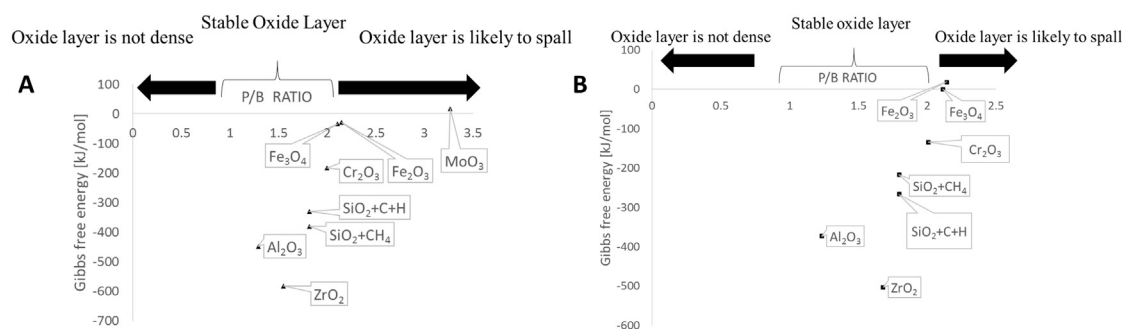 Stable Oxide Layer
Oxide layer is not dense
Oxide layer is likely to spall
A
P/B RATIO
Gibbs free energy [kJ/mol]
100
0
-100
-200
-300
-400
-500
-600
-700
0
0.5
1
1.5
2
2.5
3
3.5
Fe₃O₄
Cr₂O₃
Fe₂O₃
MoO₃
SiO₂+C+H
SiO₂+CH₄
Al₂O₃
ZrO₂
Stable oxide layer
Oxide layer is not dense
Oxide layer is likely to spall
B
P/B RATIO
Gibbs free energy [kJ/mol]
100
0
-100
-200
-300
-400
-500
-600
0
0.5
1
1.5
2
2.5
Fe₂O₃
Fe₃O₄
Cr₂O₃
SiO₂+CH₄
SiO₂+C+H
Al₂O₃
ZrO₂